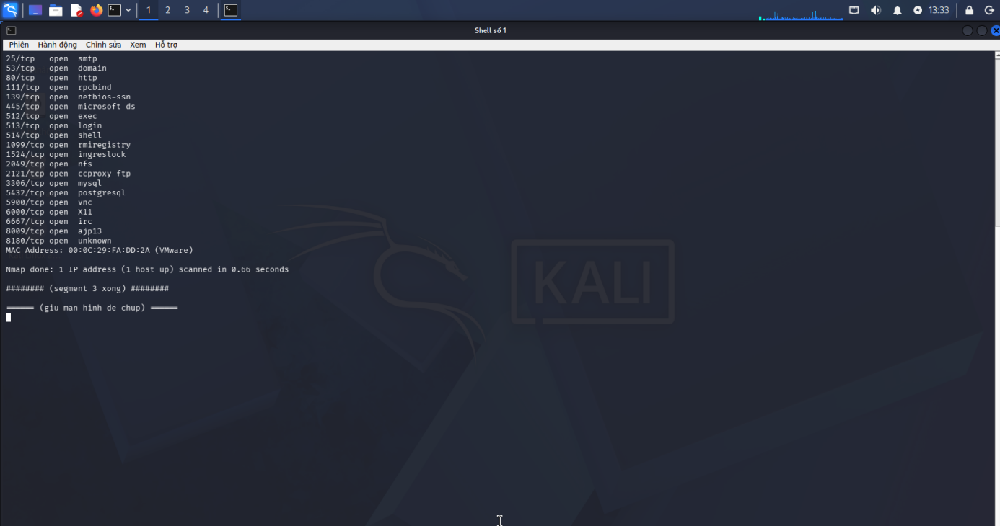 1 2 3 4 13:33
Shell số 1
Phiên Hành động Chỉnh sửa Xem Hỗ trợ
25/tcp open smtp
53/tcp open domain
80/tcp open http
111/tcp open rpcbind
139/tcp open netbios-ssn
445/tcp open microsoft-ds
512/tcp open exec
513/tcp open login
514/tcp open shell
1099/tcp open rmiregistry
1524/tcp open ingreslock
2049/tcp open nfs
2121/tcp open ccproxy-ftp
3306/tcp open mysql
5432/tcp open postgresql
5900/tcp open vnc
6000/tcp open X11
6667/tcp open irc
8009/tcp open ajp13
8180/tcp open unknown
MAC Address: 00:0C:29:FA:DD:2A (VMware)
Nmap done: 1 IP address (1 host up) scanned in 0.66 seconds
######## (segment 3 xong) ########
====== (giu man hinh de chup) ======
KALI